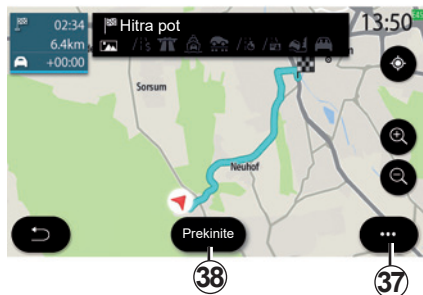 02:34
6.4km
+00:00
Hitra pot
13:50
Sorsum
Neuhof
Prekinite
38
37